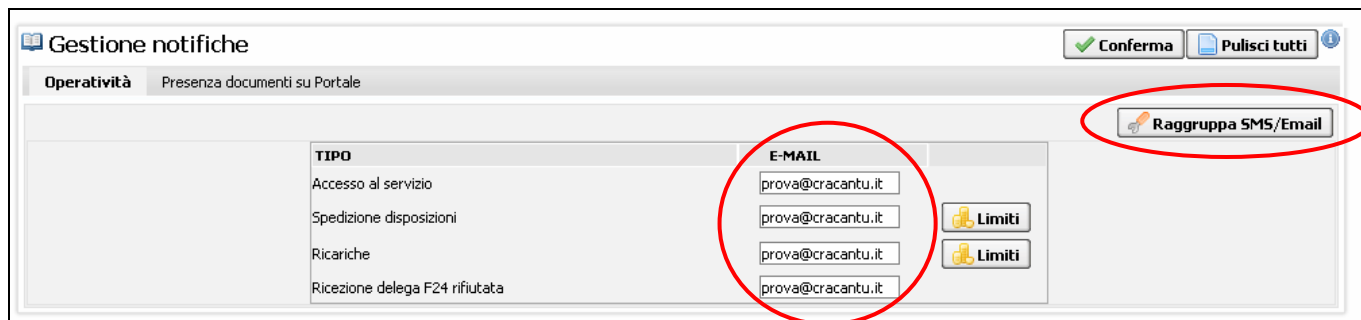 Gestione notifiche Conferma Pulisci tutti
Operatività Presenza documenti su Portale
Raggruppa SMS/Email
TIPO E-MAIL
Accesso al servizio prova@cracantu.it
Spedizione disposizioni prova@cracantu.it Limiti
Ricariche prova@cracantu.it Limiti
Ricezione delega F24 rifiutata prova@cracantu.it